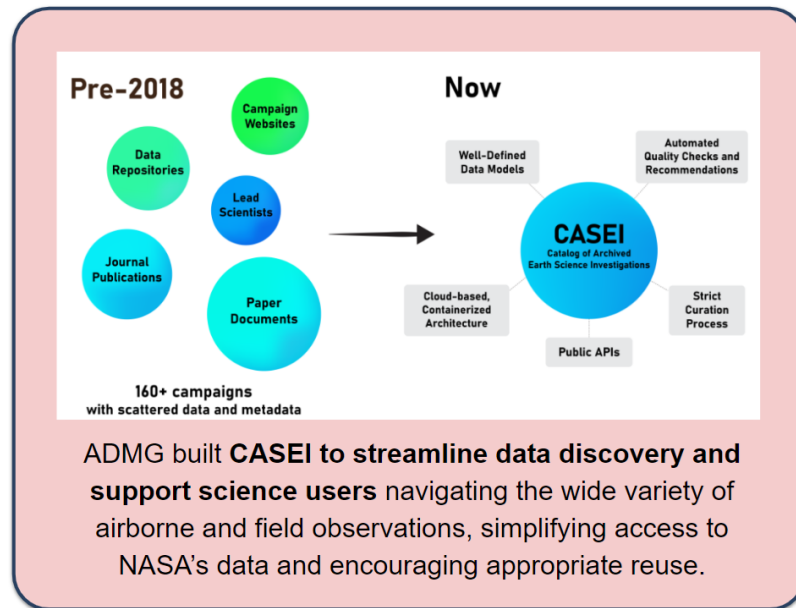 Pre-2018
Campaign
Websites
Data
Repositories
Lead
Scientists
Journal
Publications
Paper
Documents
160+ campaigns
with scattered data and metadata
Now
Well-Defined
Data Models
Automated
Quality Checks and
Recommendations
CASEI
Catalog of Archived
Earth Science Investigations
Cloud-based,
Containerized
Architecture
Strict
Curation
Process
Public APIs
ADMG built CASEI to streamline data discovery and
support science users navigating the wide variety of
airborne and field observations, simplifying access to
NASA’s data and encouraging appropriate reuse.